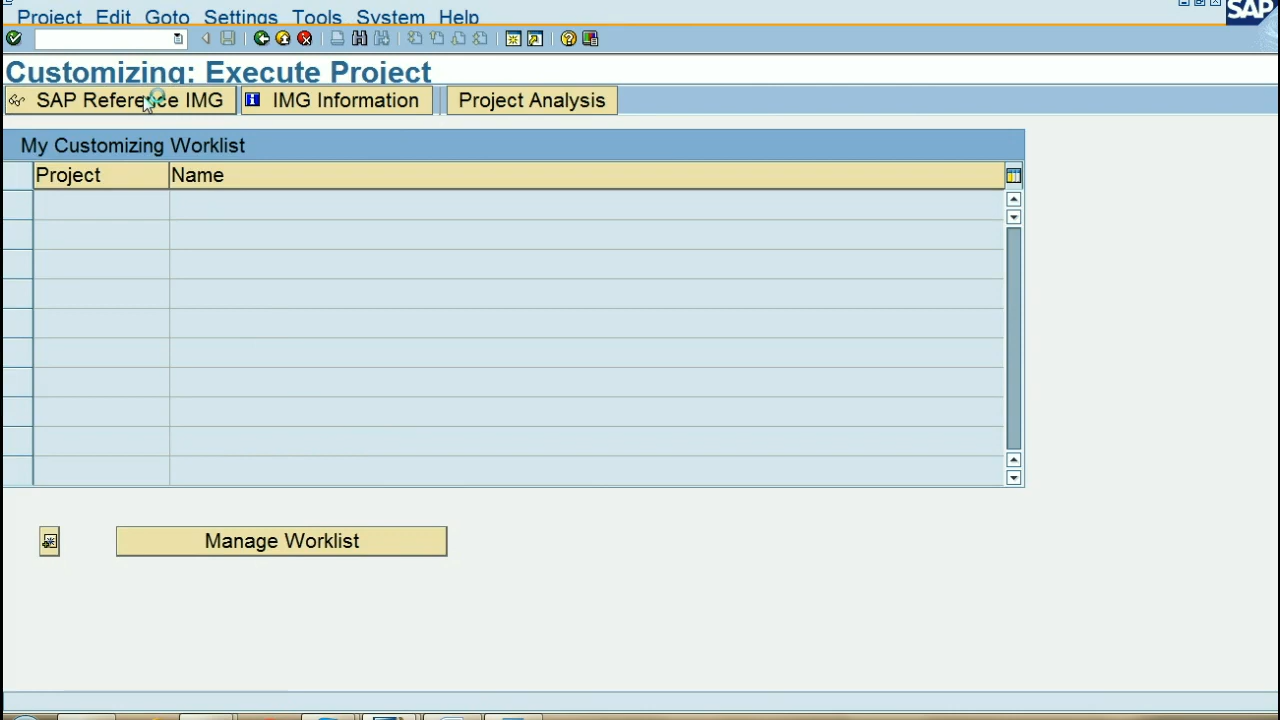 Project Edit Goto Settings Tools System Help
SAP
Customizing: Execute Project
SAP Reference IMG IMG Information Project Analysis
My Customizing Worklist
Project Name
Manage Worklist